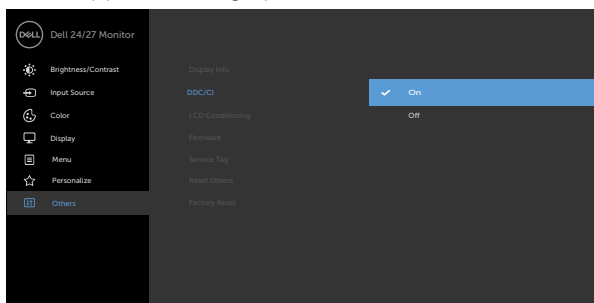 DELL Dell 24/27 Monitor
Brightness/Contrast
Display Info
Input Source
DDC/CI
On
Color
LCD Conditioning
Off
Display
Firmware
Menu
Service Tag
Personalize
Reset Others
Others
Factory Reset